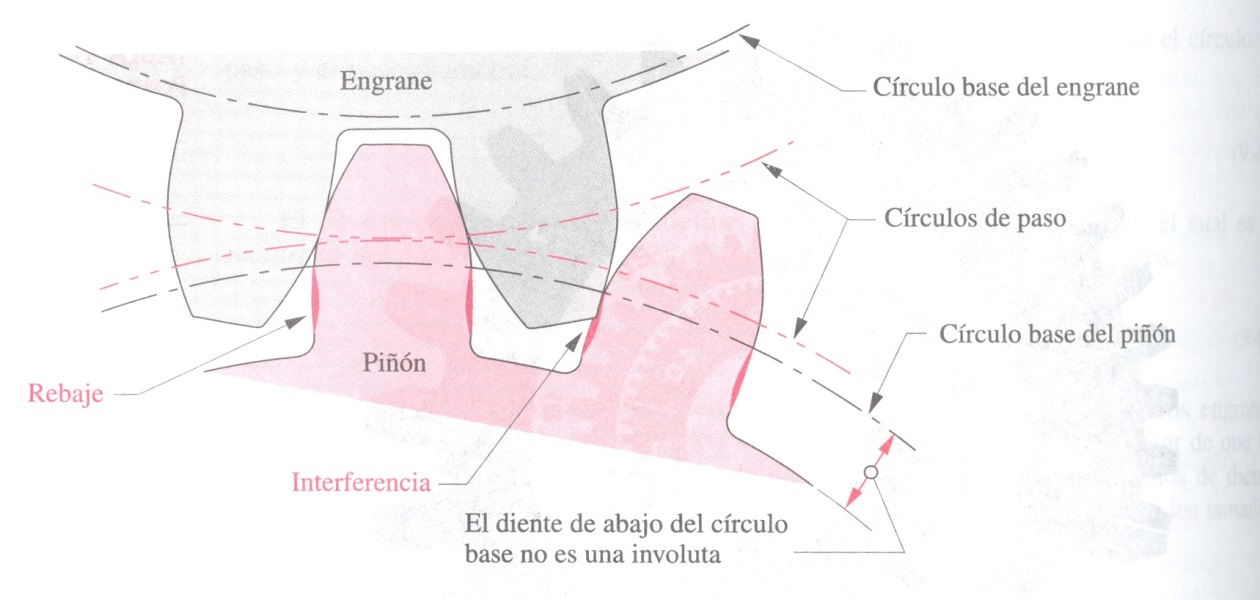 Engrane
Círculo base del engrane
Círculos de paso
Círculo base del piñón
Piñón
Rebaje
Interferencia
El diente de abajo del círculo
base no es una involuta